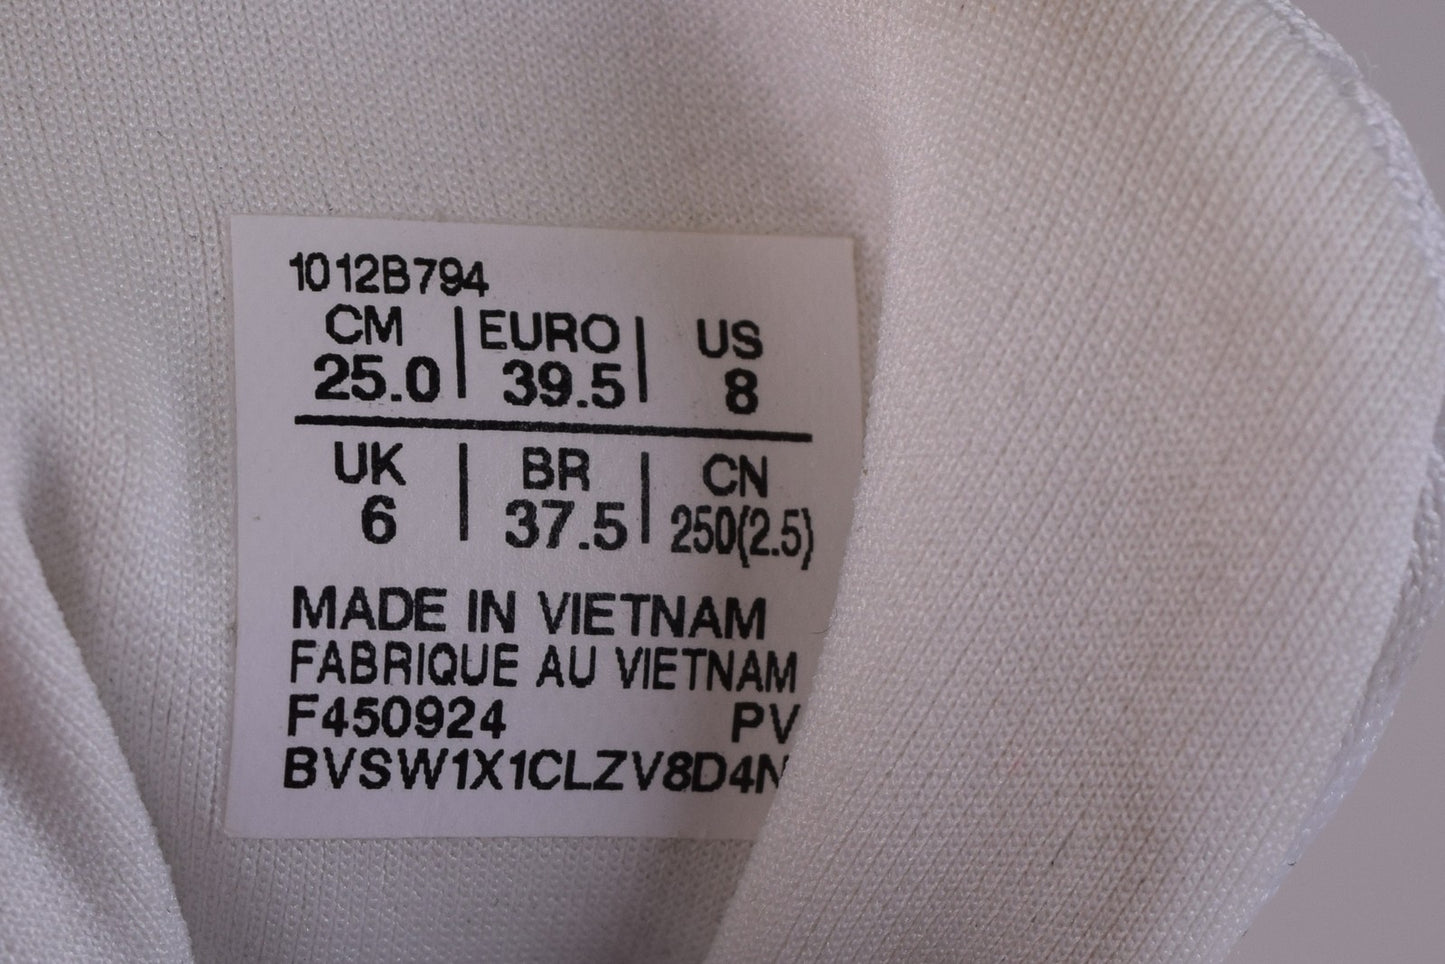 1012B794
CM | EURO | US
25.0 | 39.5 | 8
UK | BR | CN
6 | 37.5 | 250(2.5)
MADE IN VIETNAM
FABRIQUE AU VIETNAM
F450924 PV
BVSW1X1CLZV8D4N